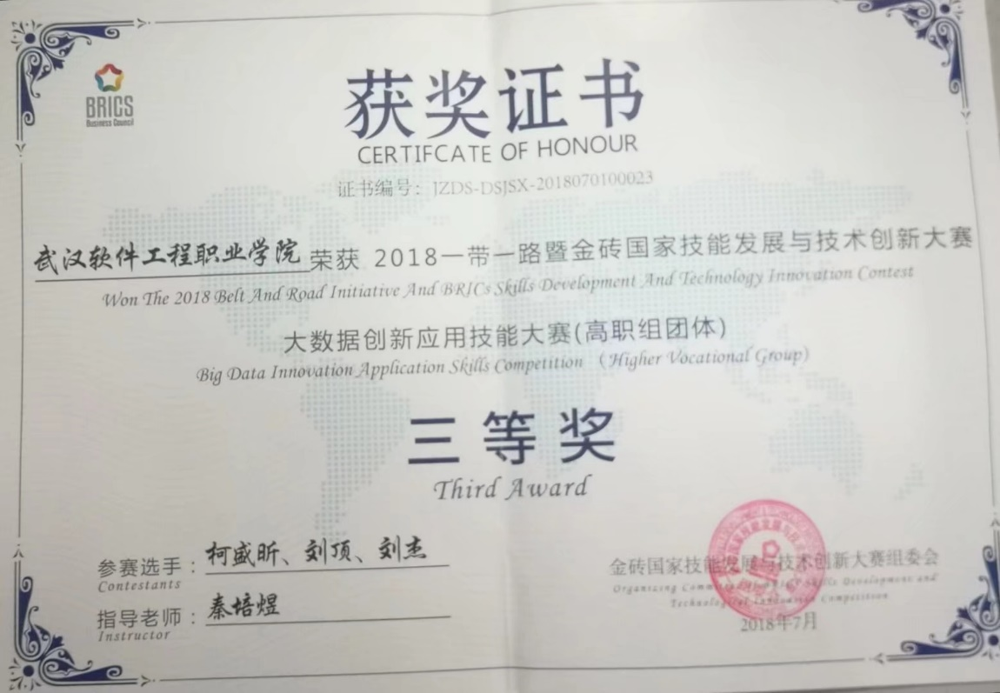 BRICS
Business Council
获奖证书
CERTIFCATE OF HONOUR
证书编号：JZDS-DSJSX-2018070100023
武汉软件工程职业学院 荣获 2018一带一路暨金砖国家技能发展与技术创新大赛
Won The 2018 Belt And Road Initiative And BRICs Skills Development And Technology Innovation Contest
大数据创新应用技能大赛(高职组团体)
Big Data Innovation Application Skills Competition （Higher Vocational Group）
三等奖
Third Award
参赛选手：柯盛昕、刘顶、刘杰
Contestants
指导老师：秦培煜
Instructor
金砖国家技能发展与技术创新大赛组委会
Organizing Skills Development and
Technological Innovation Competition
2018年7月